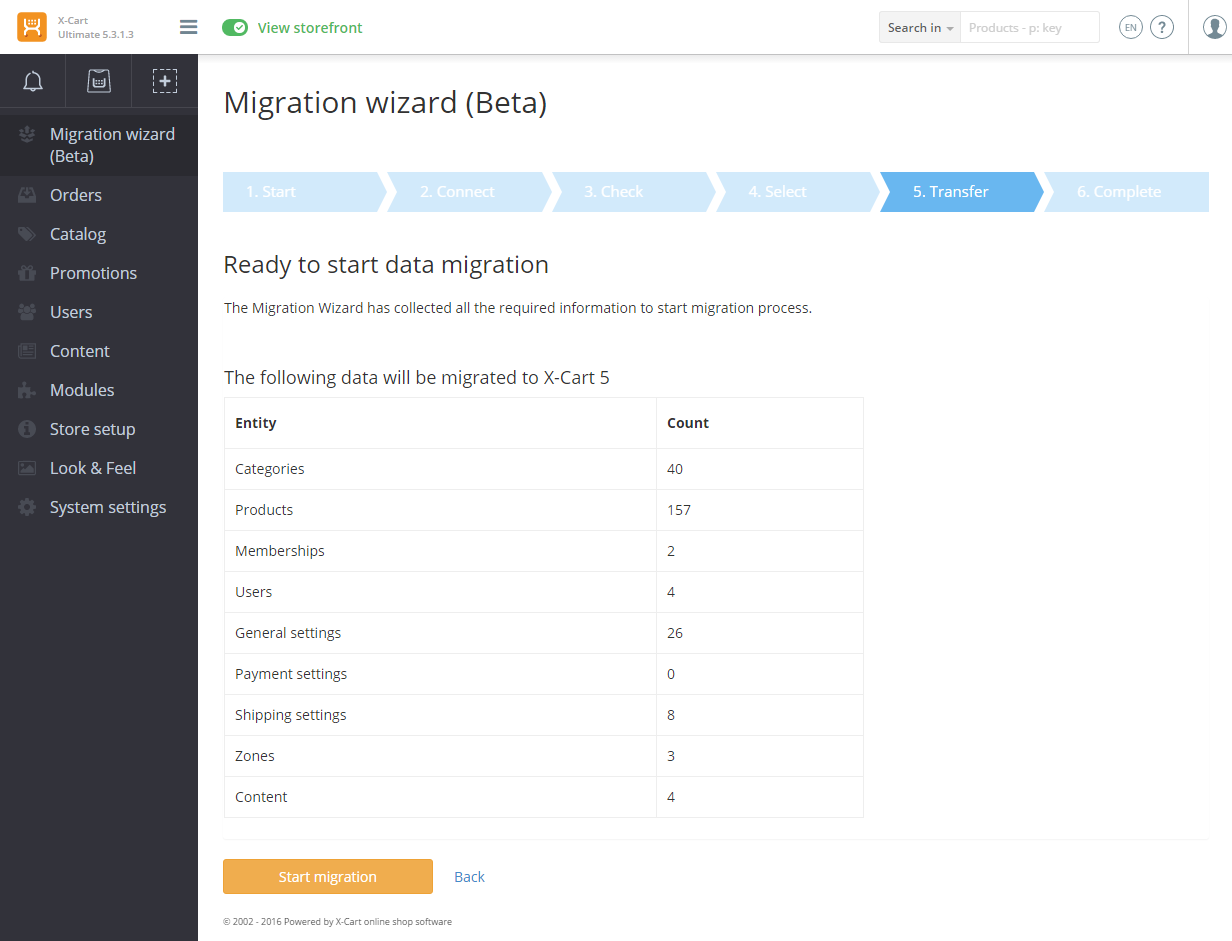 X-Cart
Ultimate 5.3.1.3
View storefront
Search in
Products - p: key
EN
?
Migration wizard
(Beta)
Orders
Catalog
Promotions
Users
Content
Modules
Store setup
Look & Feel
System settings
Migration wizard (Beta)
1. Start
2. Connect
3. Check
4. Select
5. Transfer
6. Complete
Ready to start data migration
The Migration Wizard has collected all the required information to start migration process.
The following data will be migrated to X-Cart 5
Entity Count
Categories 40
Products 157
Memberships 2
Users 4
General settings 26
Payment settings 0
Shipping settings 8
Zones 3
Content 4
Start migration
Back
© 2002 - 2016 Powered by X-Cart online shop software